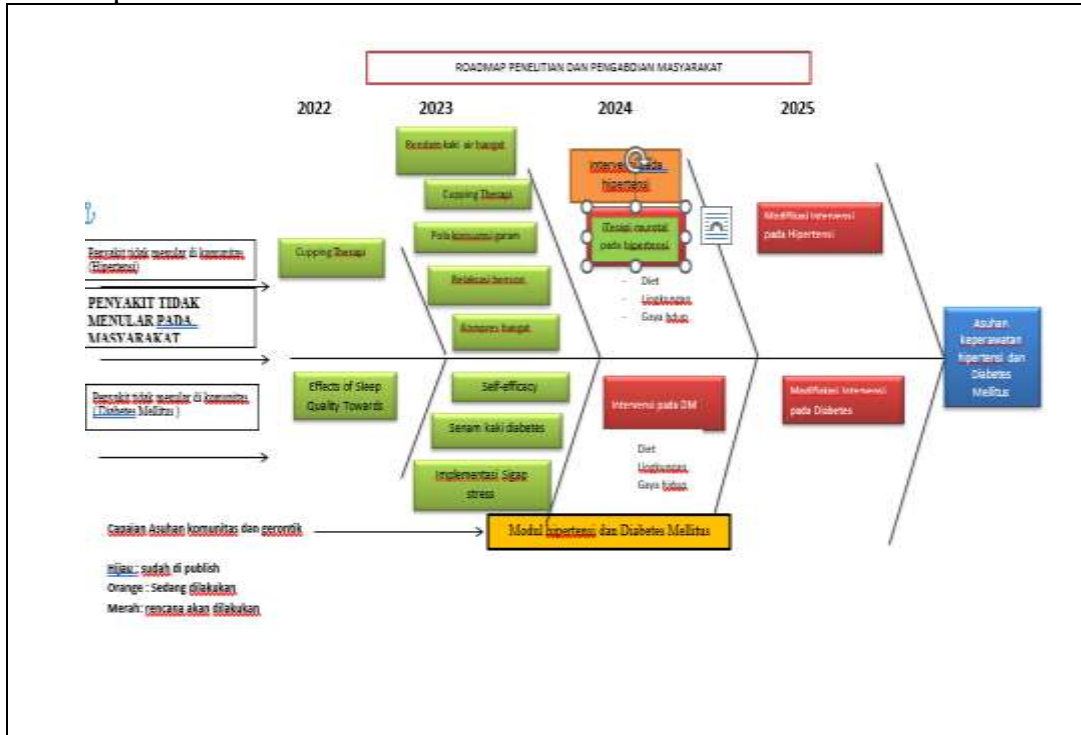 ROADMAP PENELITIAN DAN PENGABDIAN MASYARAKAT
2022
2023
2024
2025
Rendam kaki air hangat
Cupping Therapi
Pola konsumsi garam
Relaksasi benson
Kompres hangat
Intervensi pada
hipertensi
Terapi murotal
pada hipertensi
- Diet
- Lingkungan
- Gaya hidup
Modifikasi Intervensi
pada Hipertensi
Penyakit tidak menular di komunitas
(Hipertensi)
Cupping Therapi
PENYAKIT TIDAK
MENULAR PADA
MASYARAKAT
Asuhan
keperawatan
hipertensi dan
Diabetes
Mellitus
Penyakit tidak menular di komunitas
( Diabetes Mellitus )
Effects of Sleep
Quality Towards
Self-efficacy
Senam kaki diabetes
Implementasi Sigap
stress
Intervensi pada DM
Diet
Lingkungan
Gaya hidup
Intervensi
pada Diabetes
Capaian Asuhan komunitas dan gerontik
Modul hipertensi dan Diabetes Mellitus
Hijau : sudah di publish
Orange : Sedang dilakukan
Merah: rencana akan dilakukan